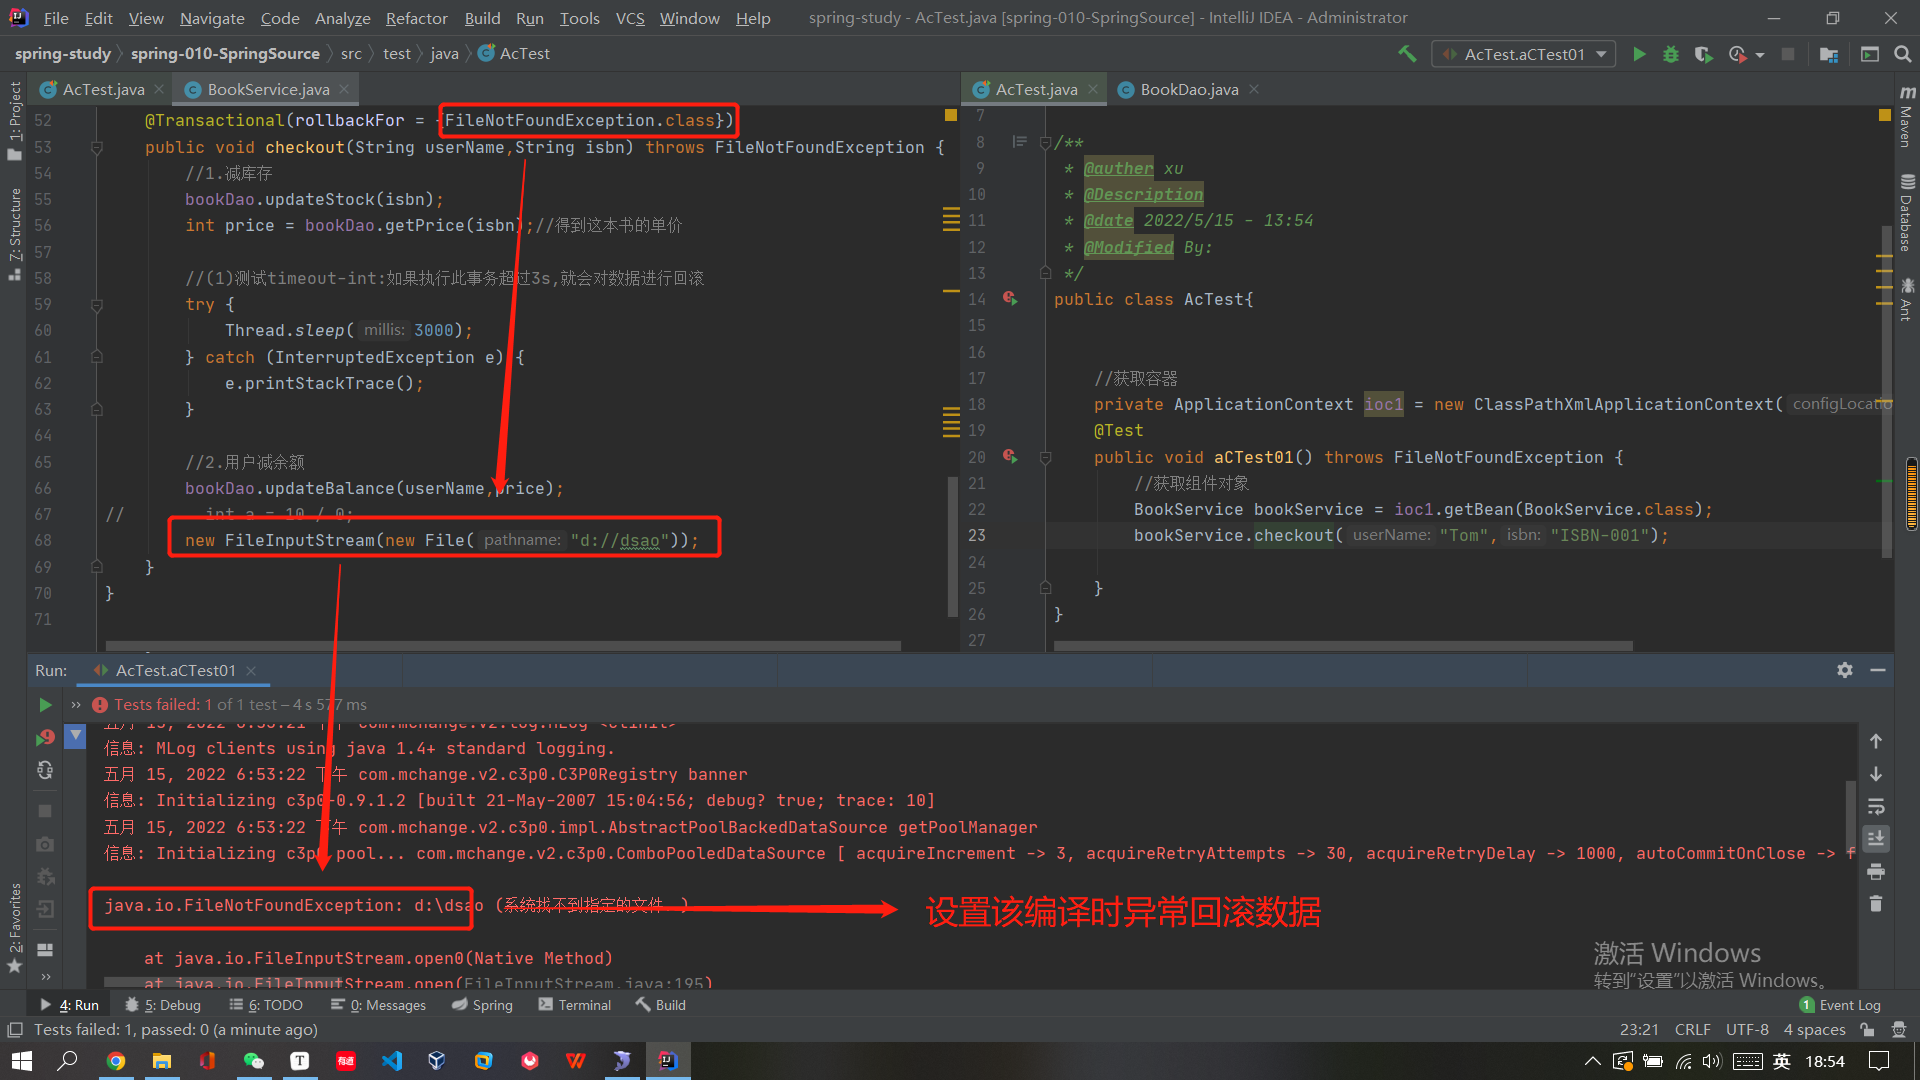 File Edit View Navigate Code Analyze Refactor Build Run Tools VCS Window Help spring-study - AcTest.java [spring-010-SpringSource] - IntelliJ IDEA - Administrator
spring-study spring-010-SpringSource src test java AcTest AcTest.aCTest01
1: Project
7: Structure
2: Favorites
AcTest.java BookService.java
52 @Transactional(rollbackFor = {FileNotFoundException.class})
53 public void checkout(String userName,String isbn) throws FileNotFoundException {
54 //1.减库存
55 bookDao.updateStock(isbn);
56 int price = bookDao.getPrice(isbn);//得到这本书的单价
57
58 //(1)测试timeout-int:如果执行此事务超过3s,就会对数据进行回滚
59 try {
60 Thread.sleep( millis: 3000);
61 } catch (InterruptedException e) {
62 e.printStackTrace();
63 }
64
65 //2.用户减余额
66 bookDao.updateBalance(userName,price);
67 // int a = 10 / 0;
68 new FileInputStream(new File( pathname: "d://dsao"));
69 }
70 }
71
AcTest.java BookDao.java
7
8 /**
9 * @auther xu
10 * @Description
11 * @date 2022/5/15 - 13:54
12 * @Modified By:
13 */
14 public class AcTest{
15
16
17 //获取容器
18 private ApplicationContext ioc1 = new ClassPathXmlApplicationContext( configLocatio
19 @Test
20 public void aCTest01() throws FileNotFoundException {
21 //获取组件对象
22 BookService bookService = ioc1.getBean(BookService.class);
23 bookService.checkout( userName: "Tom", isbn: "ISBN-001");
24
25 }
26 }
27
Maven
Database
Ant
Run: AcTest.aCTest01
Tests failed: 1 of 1 test – 4 s 577 ms
五月 15, 2022 6:53:21 下午 com.mchange.v2.log.MLog <clinit>
信息: MLog clients using java 1.4+ standard logging.
五月 15, 2022 6:53:22 下午 com.mchange.v2.c3p0.C3P0Registry banner
信息: Initializing c3p0-0.9.1.2 [built 21-May-2007 15:04:56; debug? true; trace: 10]
五月 15, 2022 6:53:22 下午 com.mchange.v2.c3p0.impl.AbstractPoolBackedDataSource getPoolManager
信息: Initializing c3p0 pool... com.mchange.v2.c3p0.ComboPooledDataSource [ acquireIncrement -> 3, acquireRetryAttempts -> 30, acquireRetryDelay -> 1000, autoCommitOnClose -> f
java.io.FileNotFoundException: d:\dsao (系统找不到指定的文件。)
设置该编译时异常回滚数据
at java.io.FileInputStream.open0(Native Method)
at java.io.FileInputStream.open(FileInputStream.java:195)
激活 Windows
转到“设置”以激活 Windows。
4: Run 5: Debug 6: TODO 0: Messages Spring Terminal Build 1 Event Log
Tests failed: 1, passed: 0 (a minute ago) 23:21 CRLF UTF-8 4 spaces
英 18:54